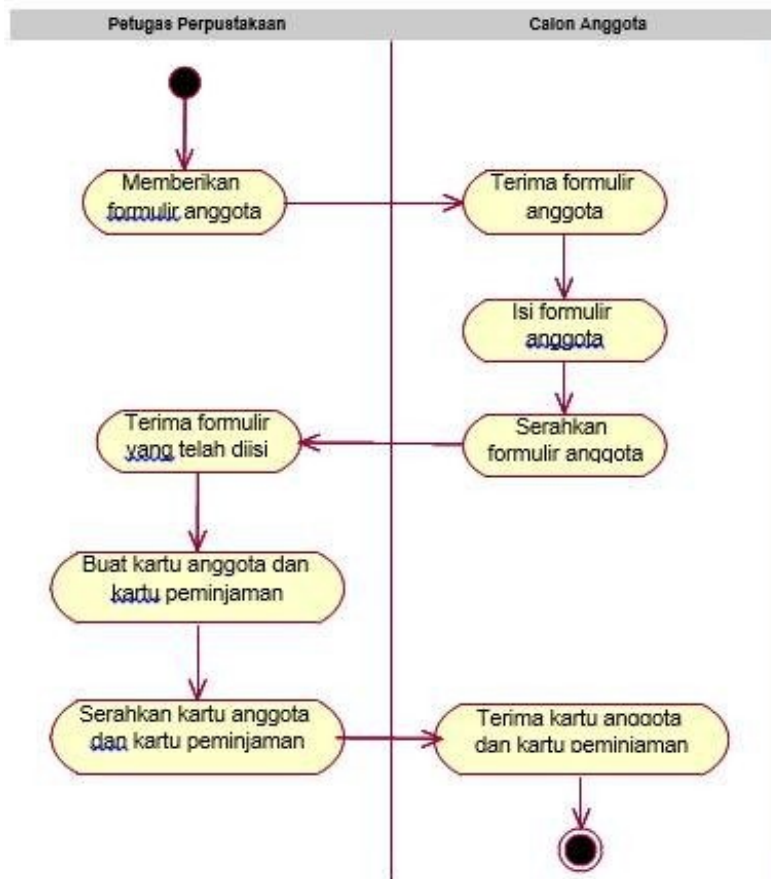 Petugas Perpustakaan
Calon Anggota
Memberikan
formulir anggota
Terima formulir
anggota
Isi formulir
anggota
Serahkan
formulir anggota
Terima formulir
yang telah diisi
Buat kartu anggota dan
kartu peminjaman
Serahkan kartu anggota
dan kartu peminjaman
Terima kartu anggota
dan kartu peminjaman